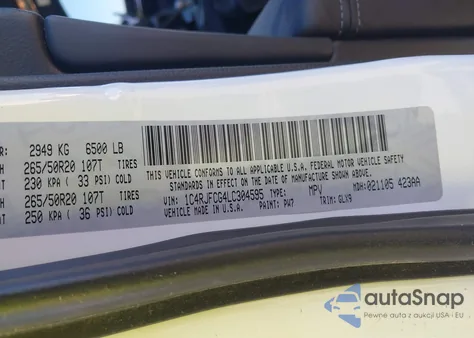 R: 2949 KG 6500 LB
265/50R20 107T TIRES
230 KPA ( 33 PSI) COLD
265/50R20 107T TIRES
250 KPA ( 36 PSI) COLD
THIS VEHICLE CONFORMS TO ALL APPLICABLE U.S.A. FEDERAL MOTOR VEHICLE
STANDARDS IN EFFECT ON THE DATE OF MANUFACTURE SHOWN ABOVE.
VIN: 1C4RJFCG4LC304595 TYPE: MPV MDH: 021105 423AA
VEHICLE MADE IN U.S.A. PAINT: PW7 TRIM: GLX9
autoSnap
Pewne auta z aukcji USA - EU